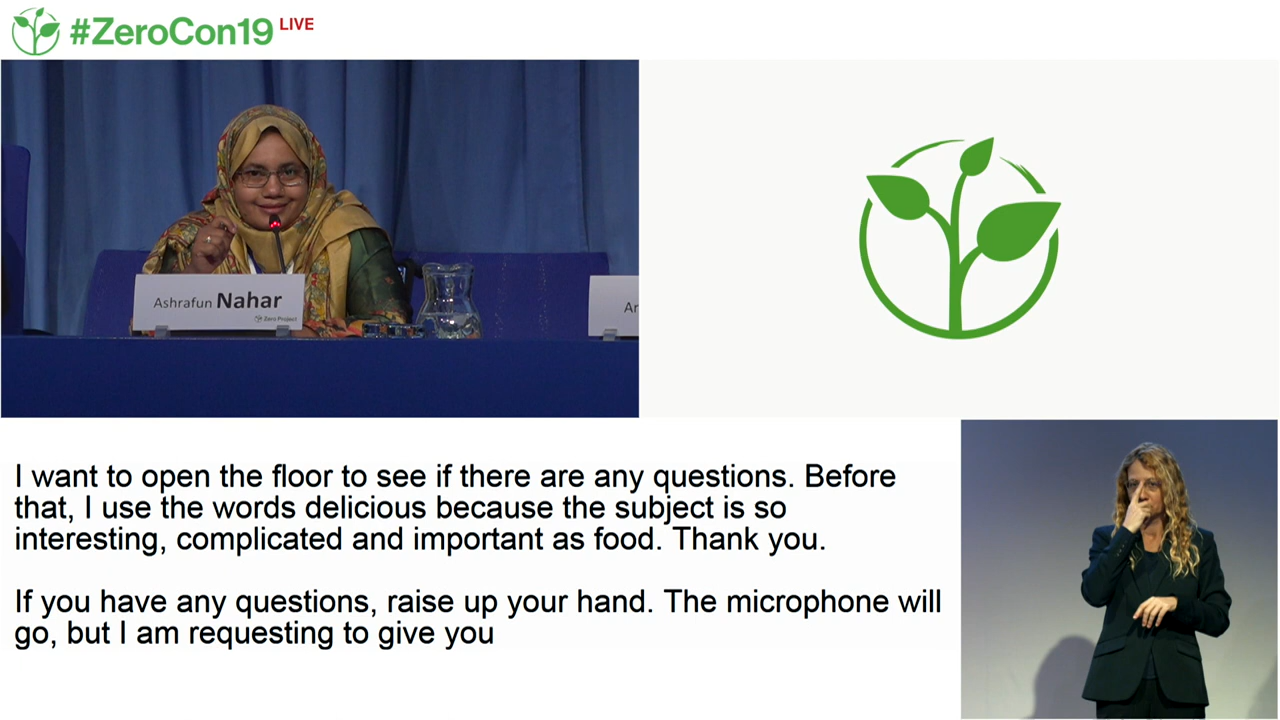 #ZeroCon19 LIVE
Ashrafun Nahar
Zero Project
Ar
I want to open the floor to see if there are any questions. Before
that, I use the words delicious because the subject is so
interesting, complicated and important as food. Thank you.
If you have any questions, raise up your hand. The microphone will
go, but I am requesting to give you